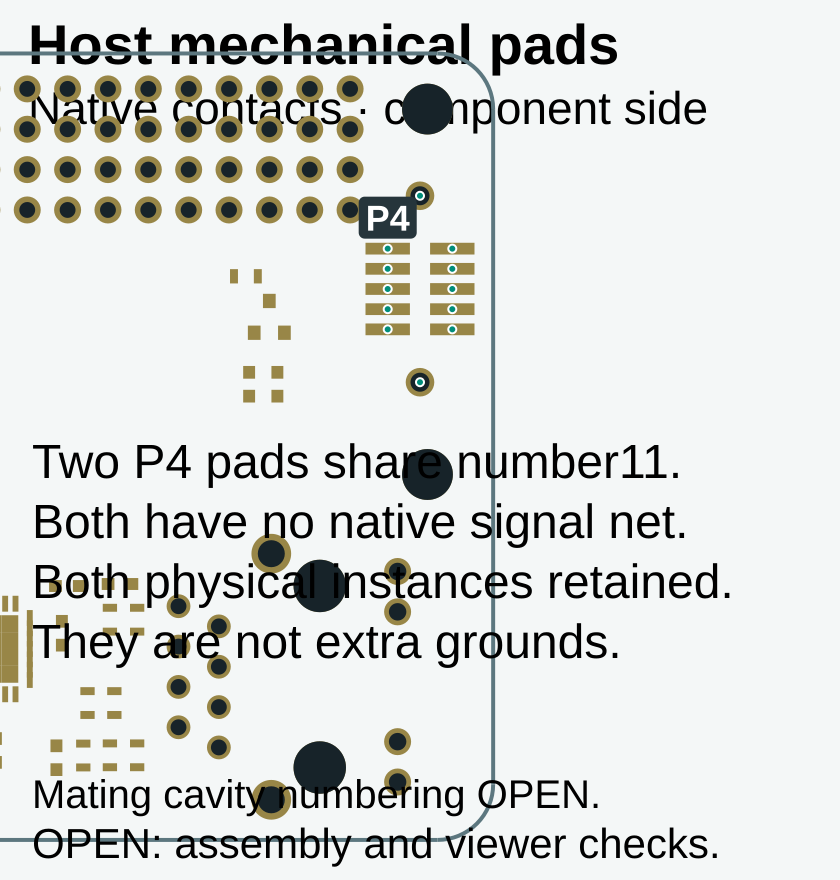 Host mechanical pads
Native contacts · component side
P4
Two P4 pads share number11.
Both have no native signal net.
Both physical instances retained.
They are not extra grounds.
Mating cavity numbering OPEN.
OPEN: assembly and viewer checks.